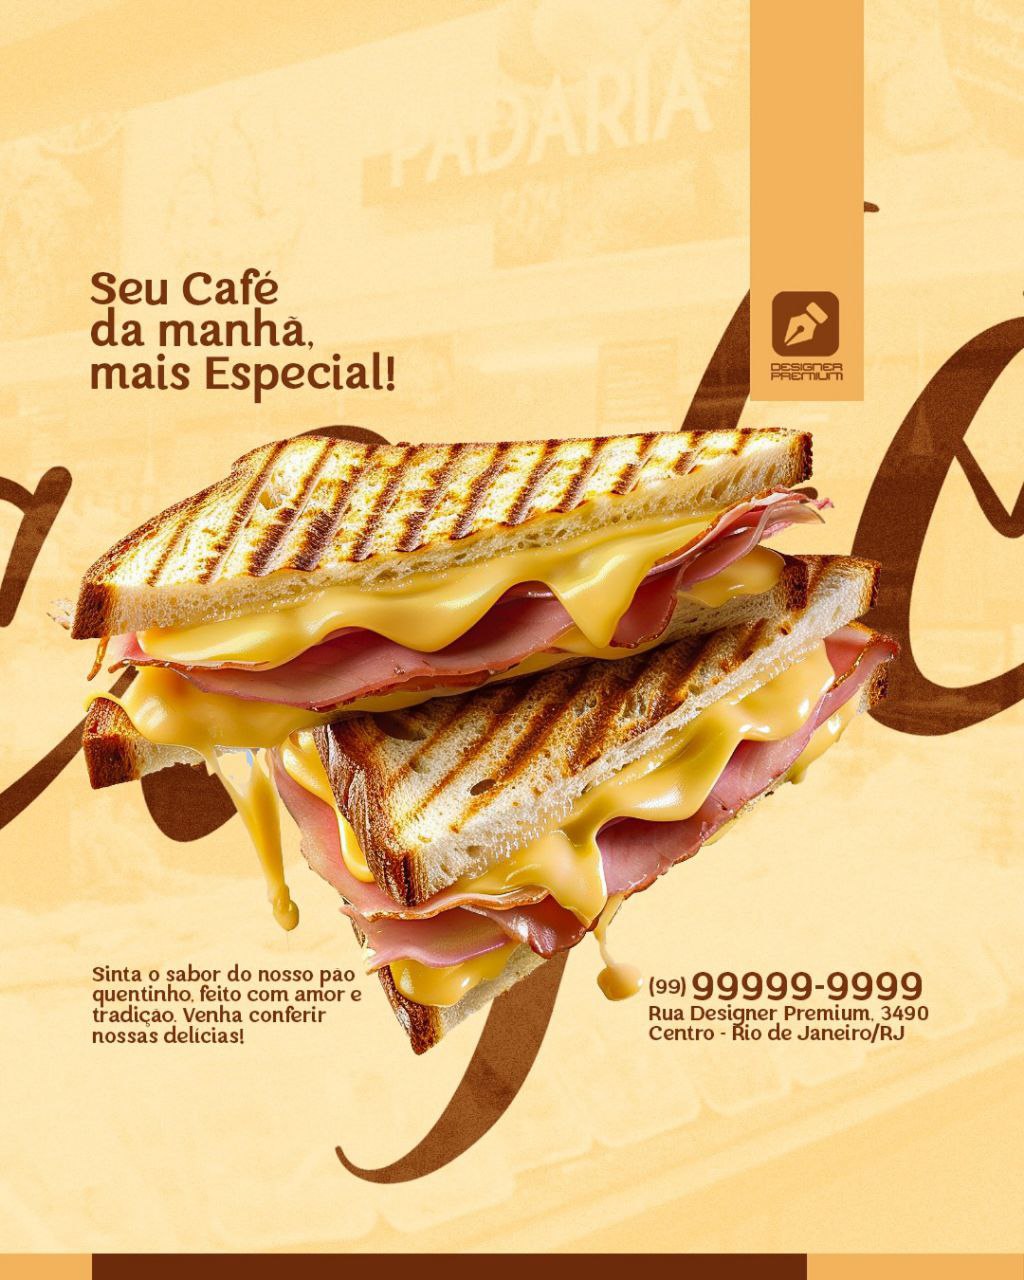 PADARIA
Seu Café
da manhã,
mais Especial!
DESIGNER
PREMIUM
Sinta o sabor do nosso pão
quentinho, feito com amor e
tradição. Venha conferir
nossas delícias!
(99) 99999-9999
Rua Designer Premium, 3490
Centro - Rio de Janeiro/RJ